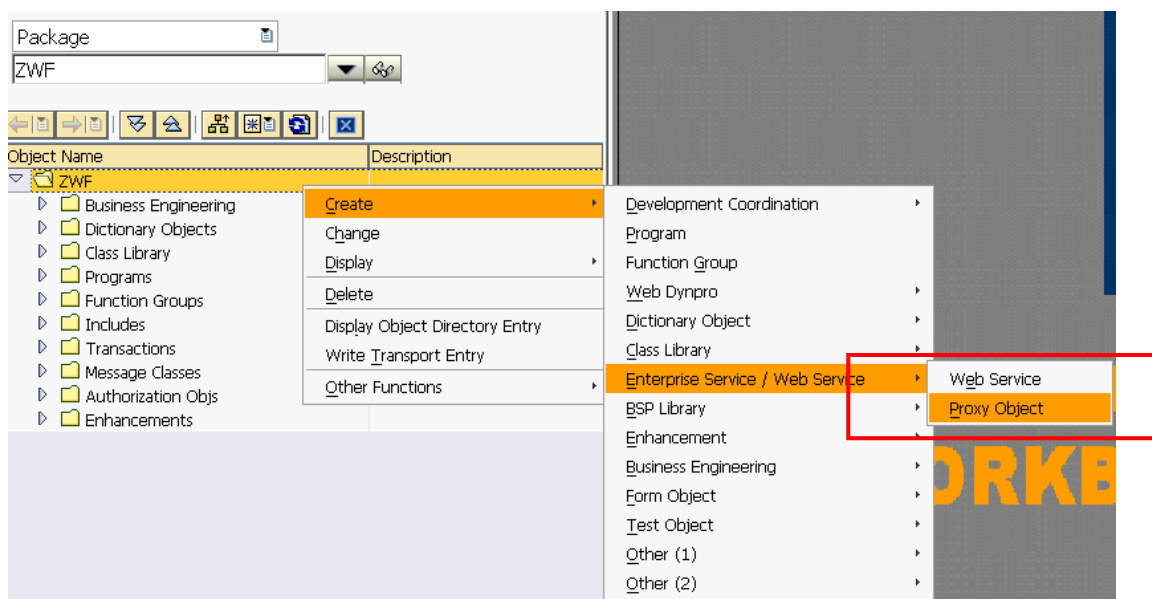 Package
ZWF
Object Name Description
ZWF
Business Engineering
Dictionary Objects
Class Library
Programs
Function Groups
Includes
Transactions
Message Classes
Authorization Objs
Enhancements
Create
Change
Display
Delete
Display Object Directory Entry
Write Transport Entry
Other Functions
Development Coordination
Program
Function Group
Web Dynpro
Dictionary Object
Class Library
Enterprise Service / Web Service
BSP Library
Enhancement
Business Engineering
Form Object
Test Object
Other (1)
Other (2)
Web Service
Proxy Object
ORKB